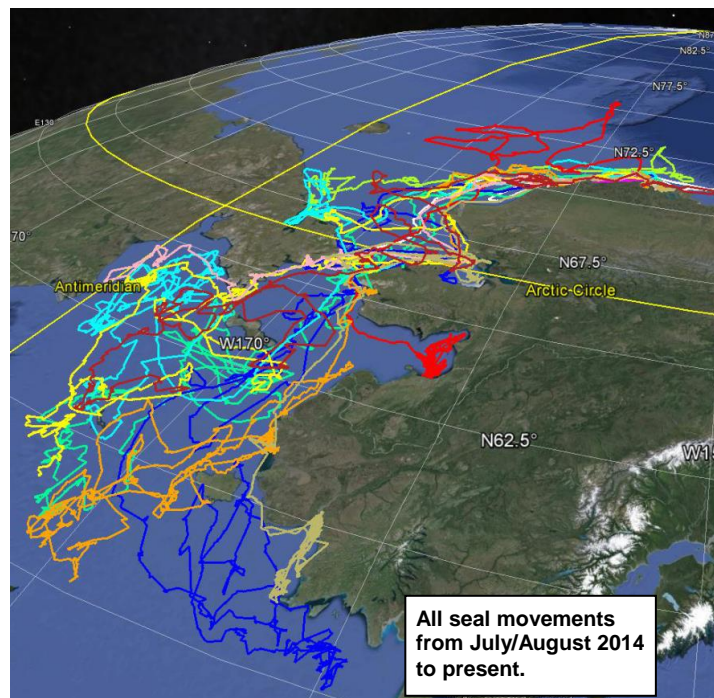 N87
N82.5°
N77.5°
E130
N72.5°
70°
N67.5°
Antimeridian
Arctic-Circle
W170°
N62.5°
W15
All seal movements
from July/August 2014
to present.